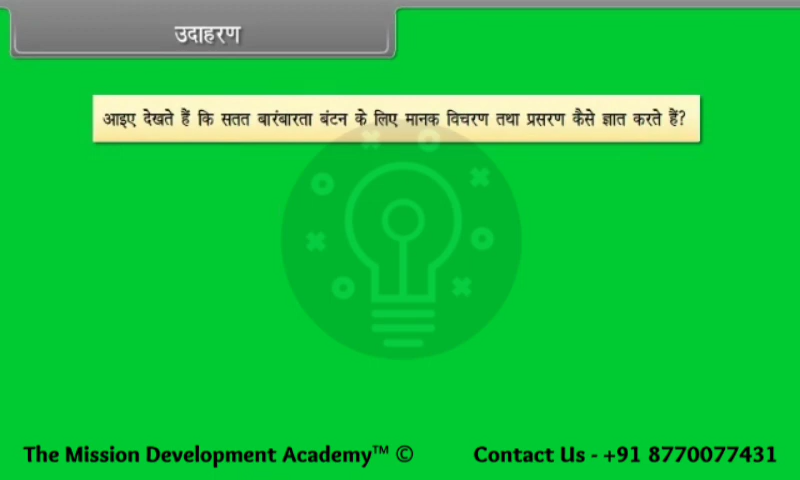 उदाहरण
आइए देखते हैं कि सतत बारंबारता बंटन के लिए मानक विचरण तथा प्रसरण कैसे ज्ञात करते हैं?
The Mission Development Academy™ © Contact Us - +91 8770077431